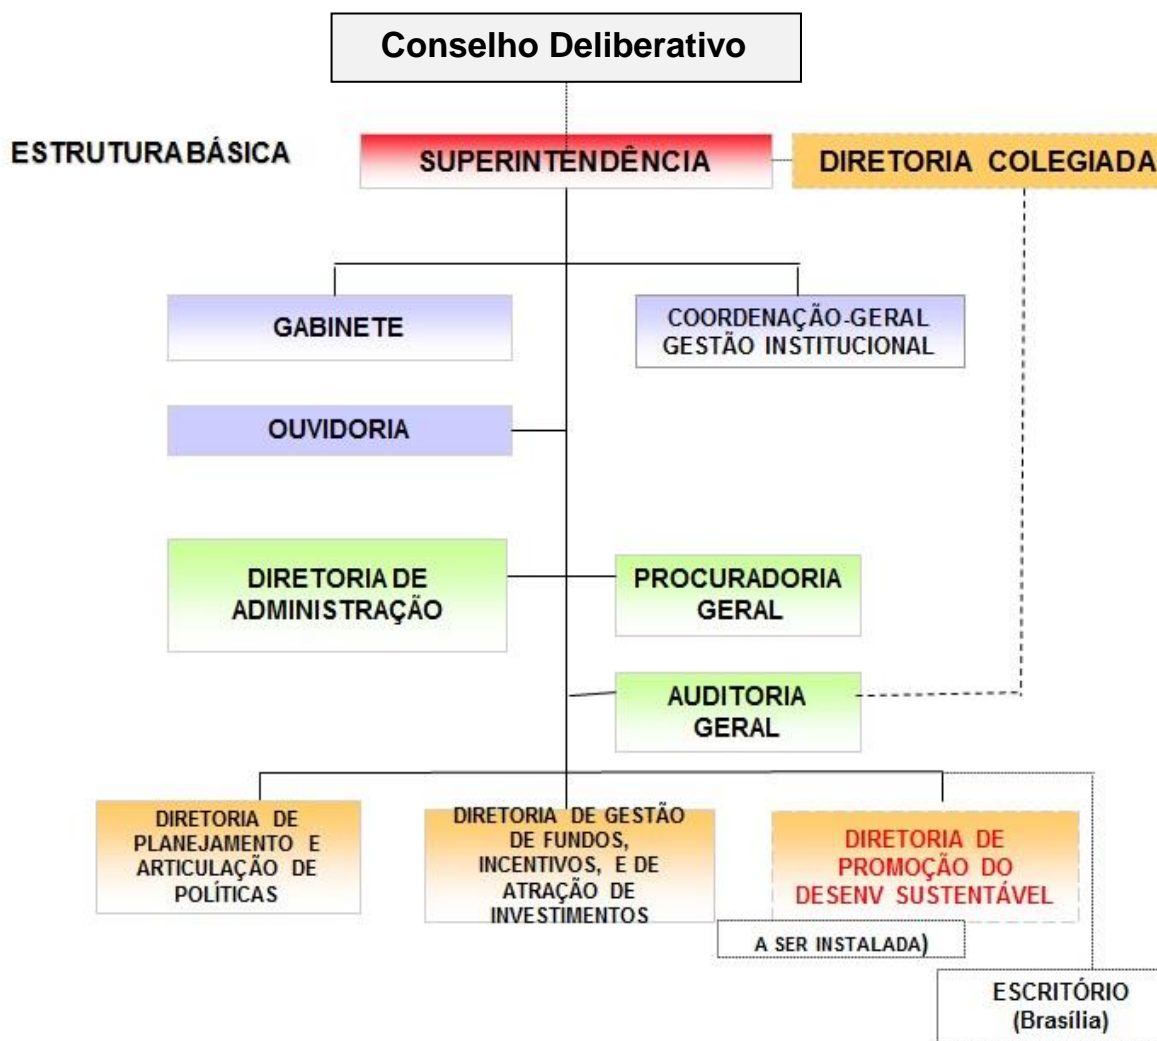 Conselho Deliberativo
ESTRUTURA BÁSICA
SUPERINTENDÊNCIA
DIRETORIA COLEGIADA
GABINETE
COORDENAÇÃO-GERAL
GESTÃO INSTITUCIONAL
OUVIDORIA
DIRETORIA DE
ADMINISTRAÇÃO
PROCURADORIA
GERAL
AUDITORIA
GERAL
DIRETORIA DE
PLANEJAMENTO E
ARTICULAÇÃO DE
POLÍTICAS
DIRETORIA DE GESTÃO
DE FUNDOS,
INCENTIVOS, E DE
ATRAÇÃO DE
INVESTIMENTOS
DIRETORIA DE
PROMOÇÃO DO
DESENV SUSTENTÁVEL
A SER INSTALADA)
ESCRITÓRIO
(Brasília)